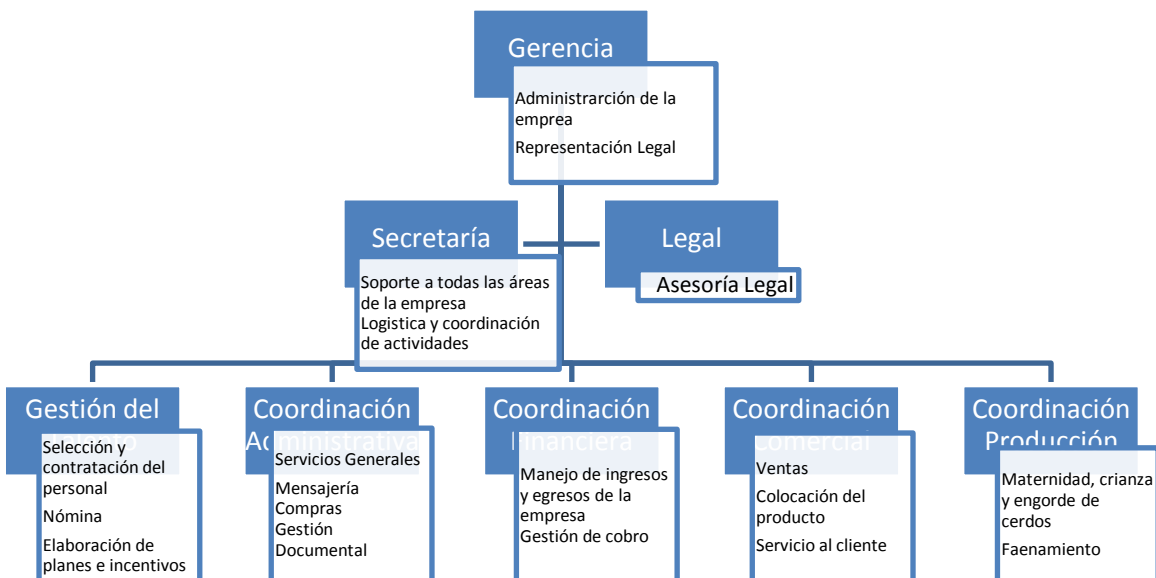 Gerencia
Administrarción de la
emprea
Representación Legal
Secretaría
Soporte a todas las áreas
de la empresa
Logistica y coordinación
de actividades
Legal
Asesoría Legal
Gestión del
Selección y
contratación del
personal
Nómina
Elaboración de
planes e incentivos
Coordinación
Administrativa
Servicios Generales
Mensajería
Compras
Gestión
Documental
Coordinación
Financiera
Manejo de ingresos
y egresos de la
empresa
Gestión de cobro
Coordinación
Comercial
Ventas
Colocación del
producto
Servicio al cliente
Coordinación
Producción
Maternidad, crianza
y engorde de
cerdos
Faenamiento